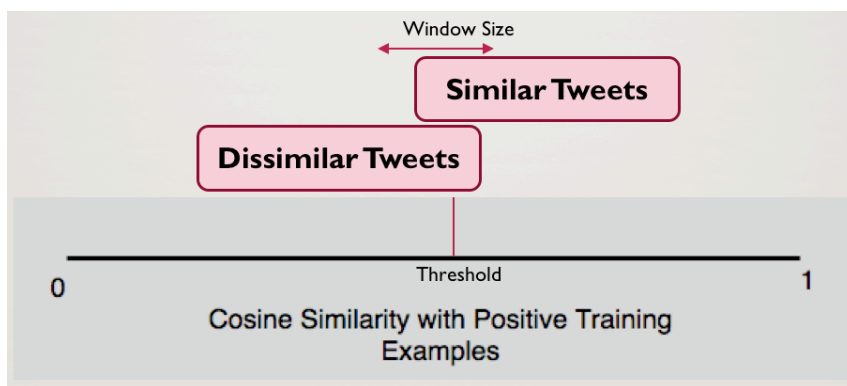 Window Size
Similar Tweets
Dissimilar Tweets
Threshold
0
1
Cosine Similarity with Positive Training
Examples